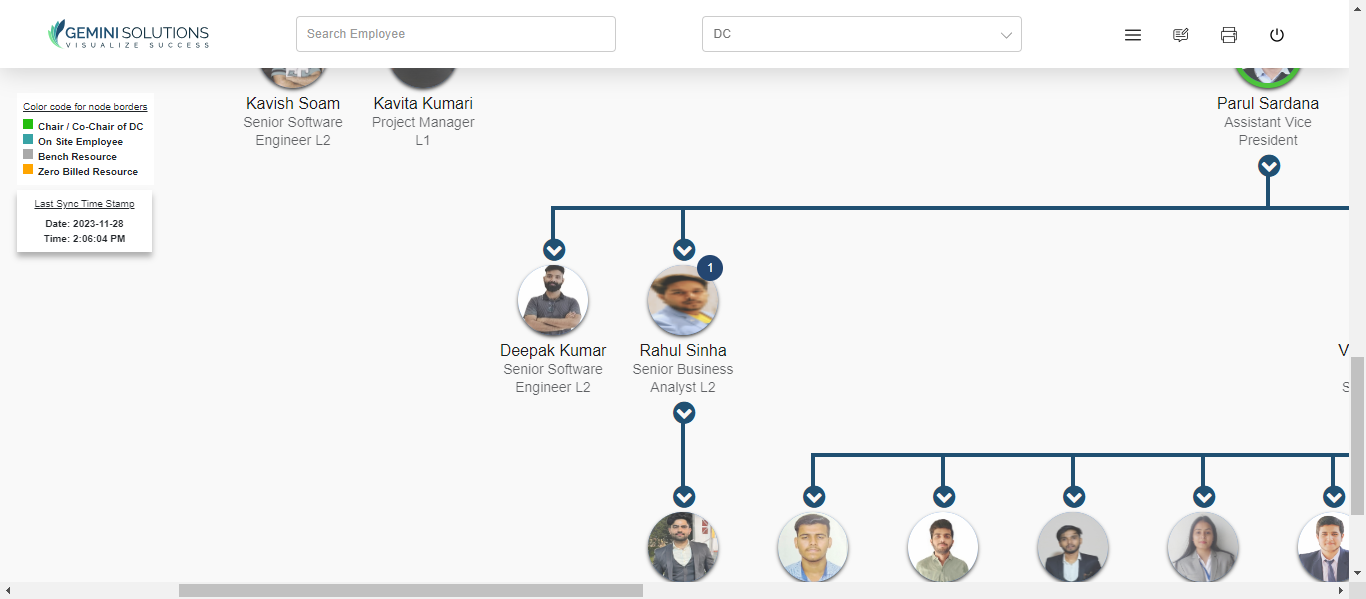 GEMINI SOLUTIONS
VISUALIZE SUCCESS
Search Employee
DC
Color code for node borders
Chair / Co-Chair of DC
On Site Employee
Bench Resource
Zero Billed Resource
Last Sync Time Stamp
Date: 2023-11-28
Time: 2:06:04 PM
Kavish Soam
Senior Software
Engineer L2
Kavita Kumari
Project Manager
L1
Parul Sardana
Assistant Vice
President
1
Deepak Kumar
Senior Software
Engineer L2
Rahul Sinha
Senior Business
Analyst L2
V
S